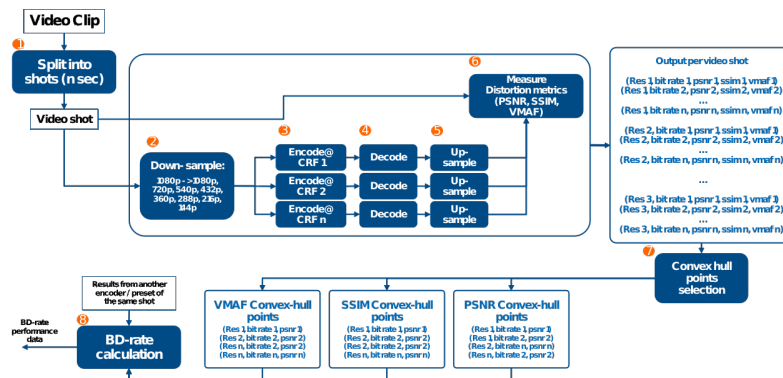 Video Clip
1
Split into
shots (n sec)
Video shot
2
Down- sample:
1080p - >1080p,
720p, 540p, 432p,
360p, 288p, 216p,
144p
3
Encode@
CRF 1
Encode@
CRF 2
Encode@
CRF n
4
Decode
Decode
Decode
5
Up-
sample
Up-
sample
Up-
sample
6
Measure
Distortion metrics
(PSNR, SSIM,
VMAF)
Output per video shot
(Res 1, bit rate 1, psnr 1, ssim 1, vmaf 1)
(Res 1, bit rate 2, psnr 2, ssim 2, vmaf 2)
...
(Res 1, bit rate n, psnr n, ssim n, vmaf n)
(Res 2, bit rate 1, psnr 1, ssim 1, vmaf 1)
(Res 2, bit rate 2, psnr 2, ssim 2, vmaf 2)
...
(Res 2, bit rate n, psnr n, ssim n, vmaf n)
...
(Res 3, bit rate 1, psnr 1, ssim 1, vmaf 1)
(Res 3, bit rate 2, psnr 2, ssim 2, vmaf 2)
...
(Res 3, bit rate n, psnr n, ssim n, vmaf n)
7
Convex hull
points
selection
VMAF Convex-hull
points
(Res 1, bit rate 1, psnr 1)
(Res 2, bit rate 2, psnr 2)
(Res n, bit rate 2, psnr 2)
(Res n, bit rate n, psnr n)
SSIM Convex-hull
points
(Res 1, bit rate 1, psnr 1)
(Res 2, bit rate 2, psnr 2)
(Res 2, bit rate 2, psnr 2)
(Res n, bit rate n, psnr n)
PSNR Convex-hull
points
(Res 1, bit rate 1, psnr 1)
(Res 2, bit rate 2, psnr 2)
(Res n, bit rate n, psnr n)
(Res n, bit rate 2, psnr 2)
Results from another
encoder / preset of
the same shot
8
BD-rate
calculation
BD-rate
performance
data